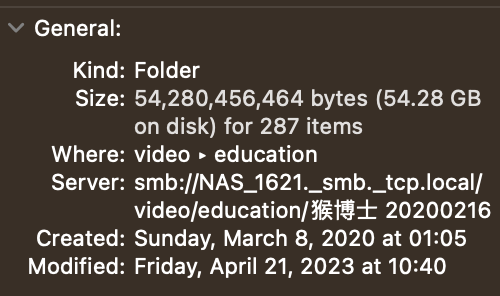 General:
Kind: Folder
Size: 54,280,456,464 bytes (54.28 GB
on disk) for 287 items
Where: video ▸ education
Server: smb://NAS_1621._smb._tcp.local/
video/education/猴博士 20200216
Created: Sunday, March 8, 2020 at 01:05
Modified: Friday, April 21, 2023 at 10:40